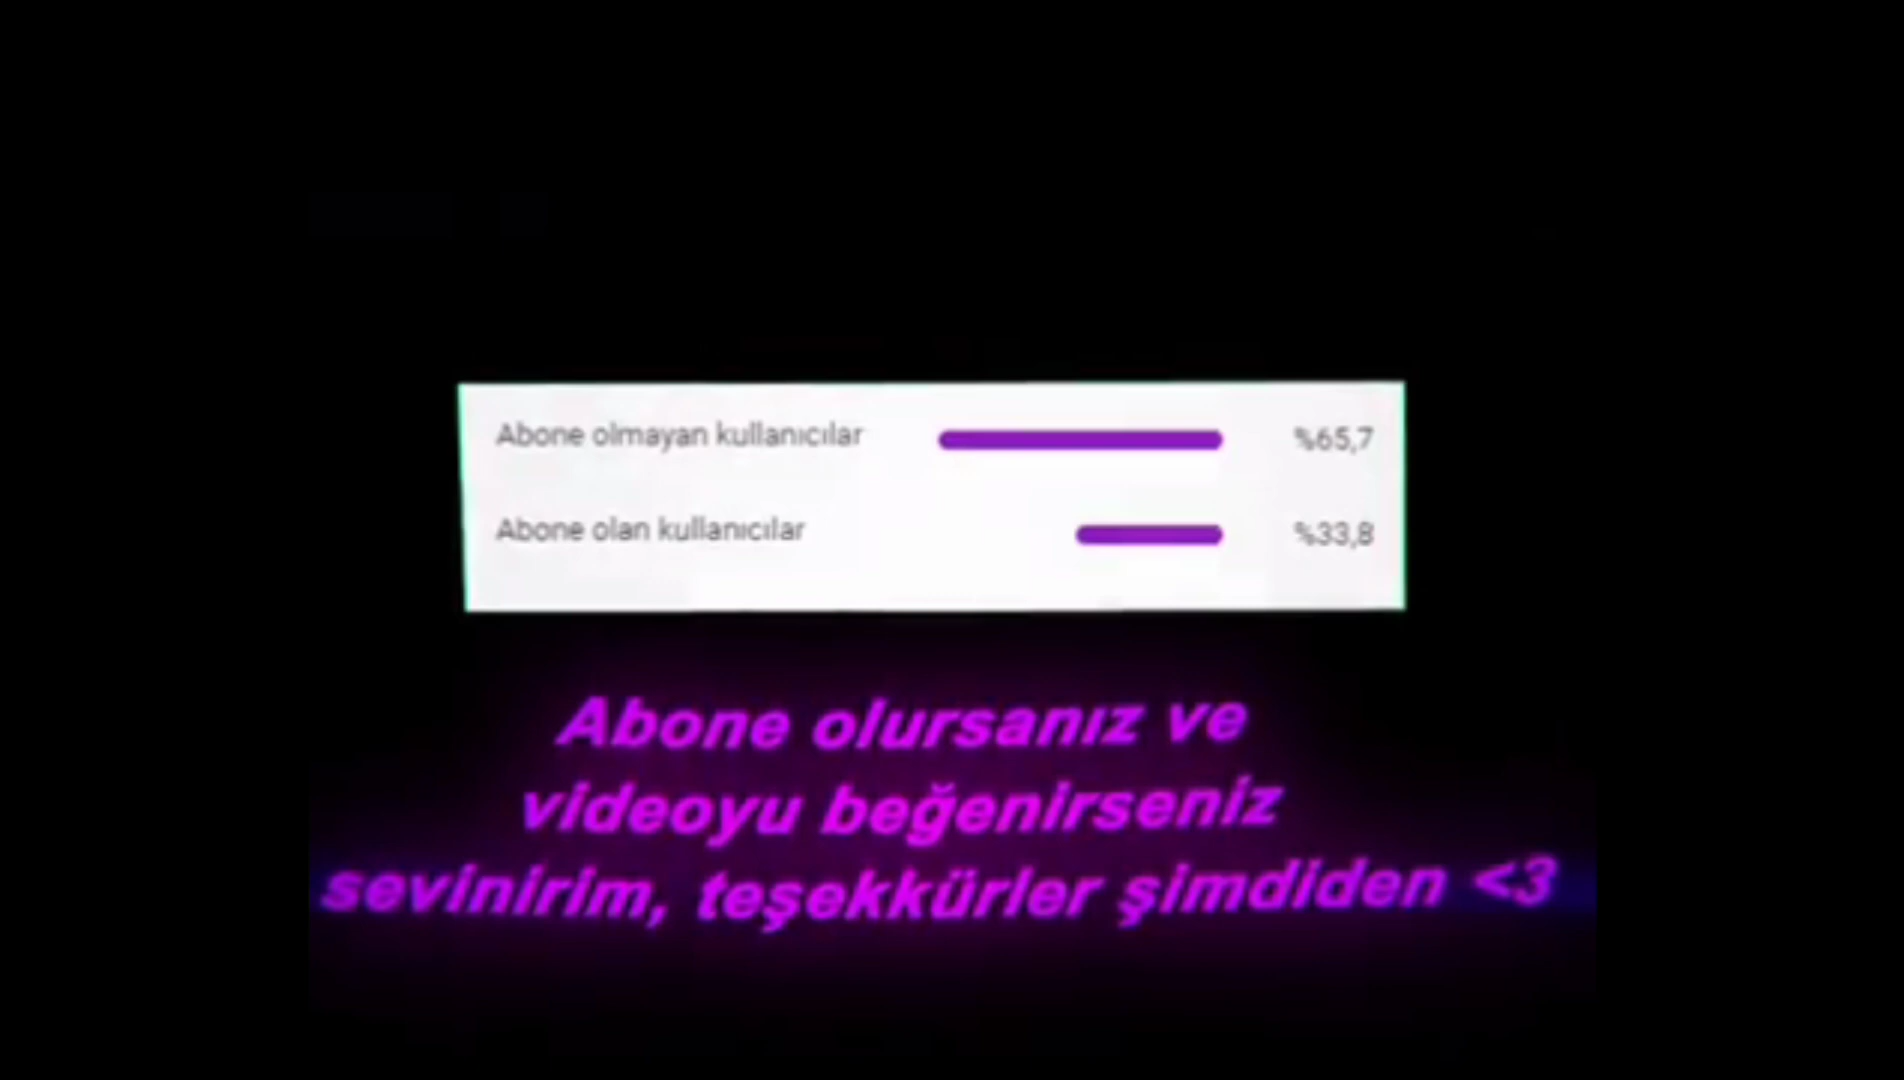 Abone olmayan kullanıcılar %65,7
Abone olan kullanıcılar %33,8
Abone olursanız ve
videoyu beğenirseniz
sevinirim, teşekkürler şimdiden <3